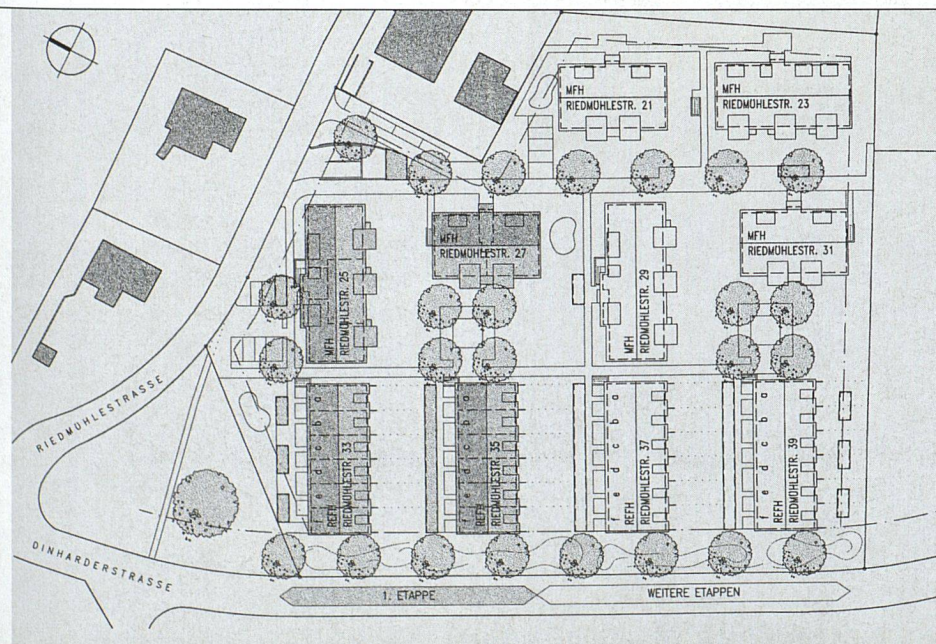 MFH
RIEDMÜHLESTR. 21
MFH
RIEDMÜHLESTR. 23
MFH
RIEDMÜHLESTR. 25
MFH
RIEDMÜHLESTR. 27
MFH
RIEDMÜHLESTR. 29
MFH
RIEDMÜHLESTR. 31
RIEDMÜHLESTRASSE
a
b
c
d
e
f
REFH
RIEDMÜHLESTR. 33
a
b
c
d
e
f
REFH
RIEDMÜHLESTR. 35
a
b
c
d
e
f
REFH
RIEDMÜHLESTR. 37
a
b
c
d
e
f
REFH
RIEDMÜHLESTR. 39
DINHARDERSTRASSE
1. ETAPPE
WEITERE ETAPPEN